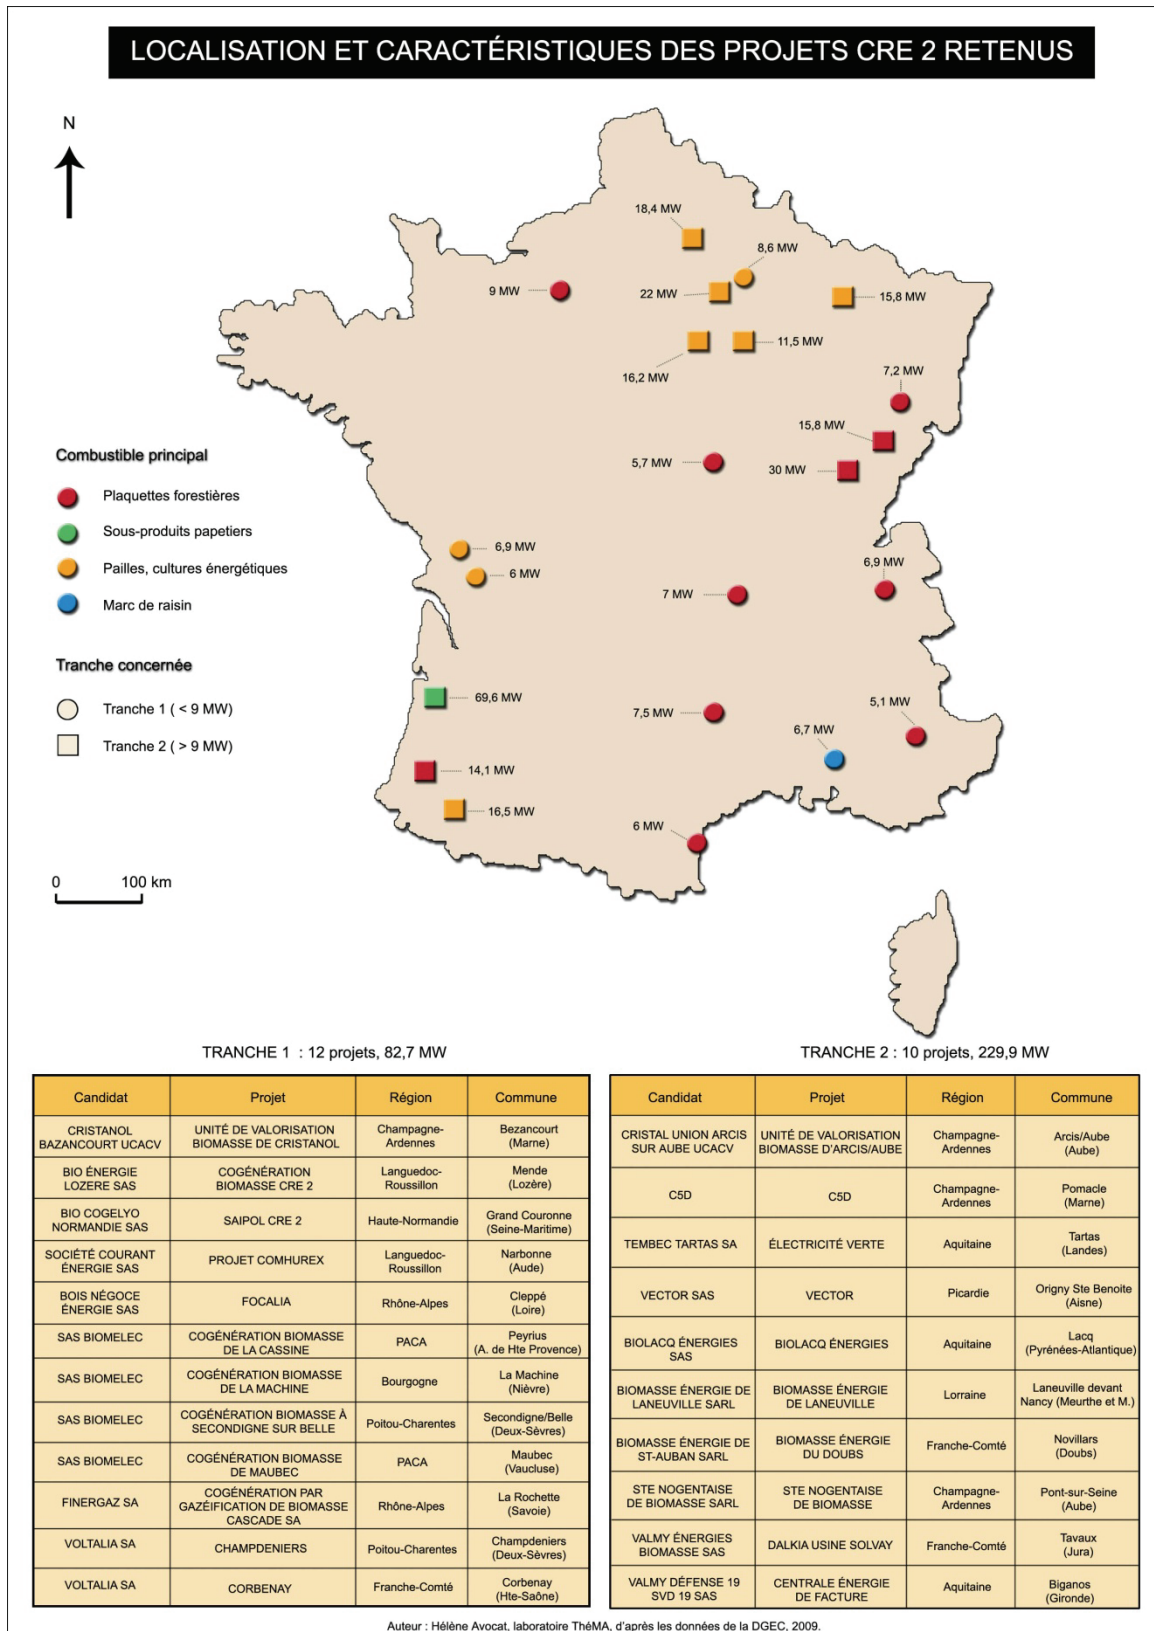 LOCALISATION ET CARACTÉRISTIQUES DES PROJETS CRE 2 RETENUS
N
18,4 MW
8,6 MW
9 MW
22 MW
15,8 MW
11,5 MW
16,2 MW
7,2 MW
15,8 MW
5,7 MW
30 MW
Combustible principal
Plaquettes forestières
Sous-produits papetiers
Pailles, cultures énergétiques
Marc de raisin
6,9 MW
6 MW
6,9 MW
7 MW
Tranche concernée
Tranche 1 ( < 9 MW)
Tranche 2 ( > 9 MW)
69,6 MW
7,5 MW
5,1 MW
6,7 MW
14,1 MW
16,5 MW
6 MW
0 100 km
TRANCHE 1 : 12 projets, 82,7 MW
Candidat Projet Région Commune
CRISTANOL UNITÉ DE VALORISATION Champagne- Bezancourt
BAZANCOURT UCACV BIOMASSE DE CRISTANOL Ardennes (Marne)
BIO ÉNERGIE COGÉNÉRATION Languedoc- Mende
LOZERE SAS BIOMASSE CRE 2 Roussillon (Lozère)
BIO COGELYO SAIPOL CRE 2 Haute-Normandie Grand Couronne
NORMANDIE SAS (Seine-Maritime)
SOCIÉTÉ COURANT PROJET COMHUREX Languedoc- Narbonne
ÉNERGIE SAS Roussillon (Aude)
BOIS NÉGOCE FOCALIA Rhône-Alpes Cleppé
ÉNERGIE SAS (Loire)
SAS BIOMELEC COGÉNÉRATION BIOMASSE PACA Peyrius
DE LA CASSINE (A. de Hte Provence)
SAS BIOMELEC COGÉNÉRATION BIOMASSE Bourgogne La Machine
DE LA MACHINE (Nièvre)
SAS BIOMELEC COGÉNÉRATION BIOMASSE À Poitou-Charentes Secondigne/Belle
SECONDIGNE SUR BELLE (Deux-Sèvres)
SAS BIOMELEC COGÉNÉRATION BIOMASSE PACA Maubec
DE MAUBEC (Vaucluse)
FINERGAZ SA COGÉNÉRATION PAR Rhône-Alpes La Rochette
GAZÉIFICATION DE BIOMASSE (Savoie)
CASCADE SA
VOLTALIA SA CHAMPDENIERS Poitou-Charentes Champdeniers
(Deux-Sèvres)
VOLTALIA SA CORBENAY Franche-Comté Corbenay
(Hte-Saône)
TRANCHE 2 : 10 projets, 229,9 MW
Candidat Projet Région Commune
CRISTAL UNION ARCIS UNITÉ DE VALORISATION Champagne- Arcis/Aube
SUR AUBE UCACV BIOMASSE D'ARCIS/AUBE Ardennes (Aube)
C5D C5D Champagne- Pomacle
Ardennes (Marne)
TEMBEC TARTAS SA ÉLECTRICITÉ VERTE Aquitaine Tartas
(Landes)
VECTOR SAS VECTOR Picardie Origny Ste Benoite
(Aisne)
BIOLACQ ÉNERGIES BIOLACQ ÉNERGIES Aquitaine Lacq
SAS (Pyrénées-Atlantique)
BIOMASSE ÉNERGIE DE BIOMASSE ÉNERGIE Lorraine Laneuville devant
LANEUVILLE SARL DE LANEUVILLE Nancy (Meurthe et M.)
BIOMASSE ÉNERGIE DE BIOMASSE ÉNERGIE Franche-Comté Novillars
ST-AUBAN SARL DU DOUBS (Doubs)
STE NOGENTAISE STE NOGENTAISE Champagne- Pont-sur-Seine
DE BIOMASSE SARL DE BIOMASSE Ardennes (Aube)
VALMY ÉNERGIES DALKIA USINE SOLVAY Franche-Comté Tavaux
BIOMASSE SAS (Jura)
VALMY DÉFENSE 19 CENTRALE ÉNERGIE Aquitaine Biganos
SVD 19 SAS DE FACTURE (Gironde)
Auteur : Hélène Avocat, laboratoire ThéMA, d'après les données de la DGEC, 2009.